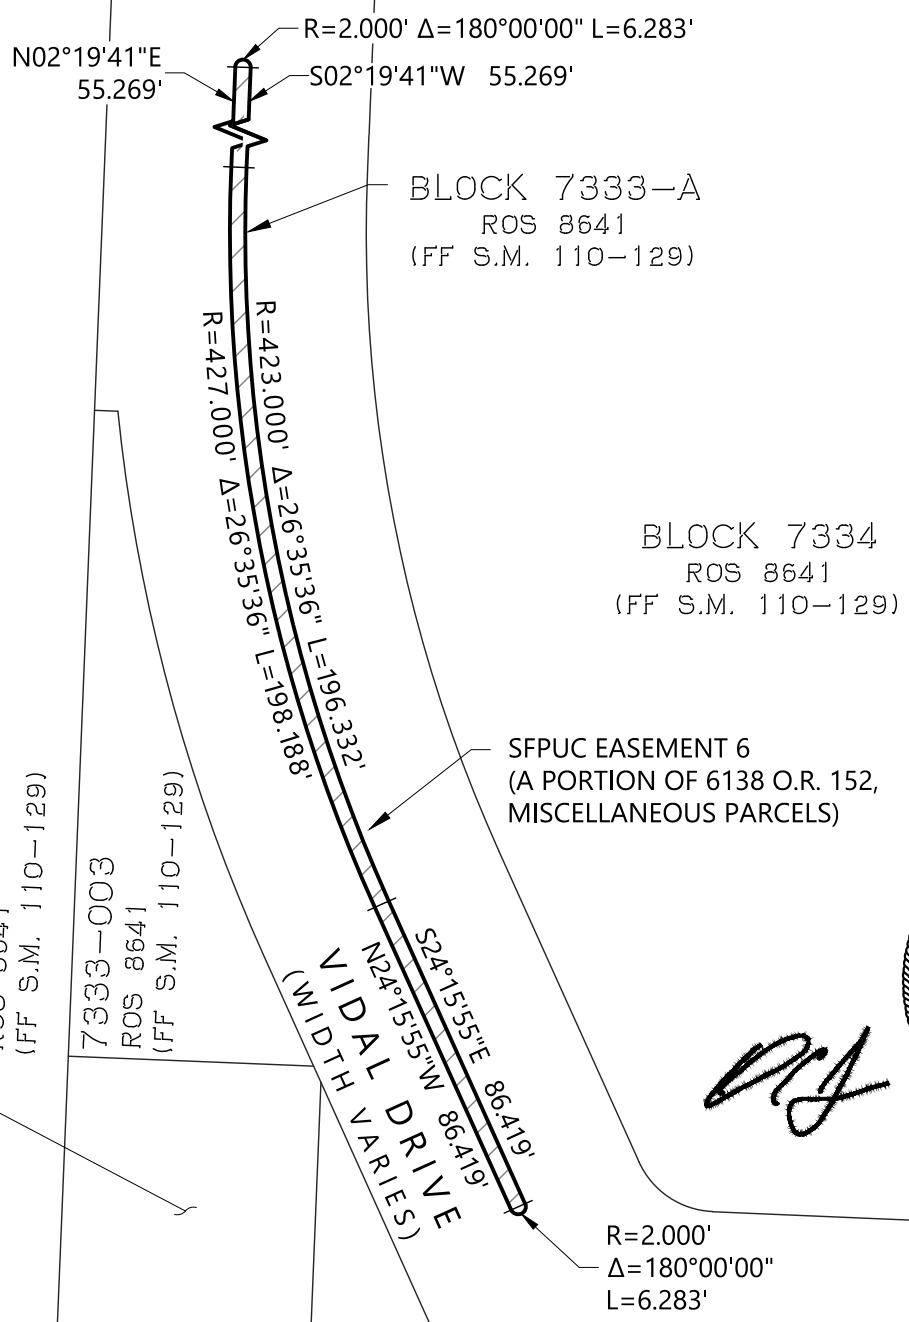 R=2.000' Δ=180°00'00" L=6.283'
N02°19'41"E
55.269'
S02°19'41"W 55.269'
BLOCK 7333-A
ROS 8641
(FF S.M. 110-129)
R=423.000' Δ=26°35'36" L=196.332'
R=427.000' Δ=26°35'36" L=198.188'
BLOCK 7334
ROS 8641
(FF S.M. 110-129)
SFPUC EASEMENT 6
(A PORTION OF 6138 O.R. 152,
MISCELLANEOUS PARCELS)
(FF S.M. 110-129)
7333-003
ROS 8641
(FF S.M. 110-129)
S24°15'55"E 86.419'
N24°15'55"W 86.419'
VIDAL DRIVE
(WIDTH VARIES)
R=2.000'
Δ=180°00'00"
L=6.283'